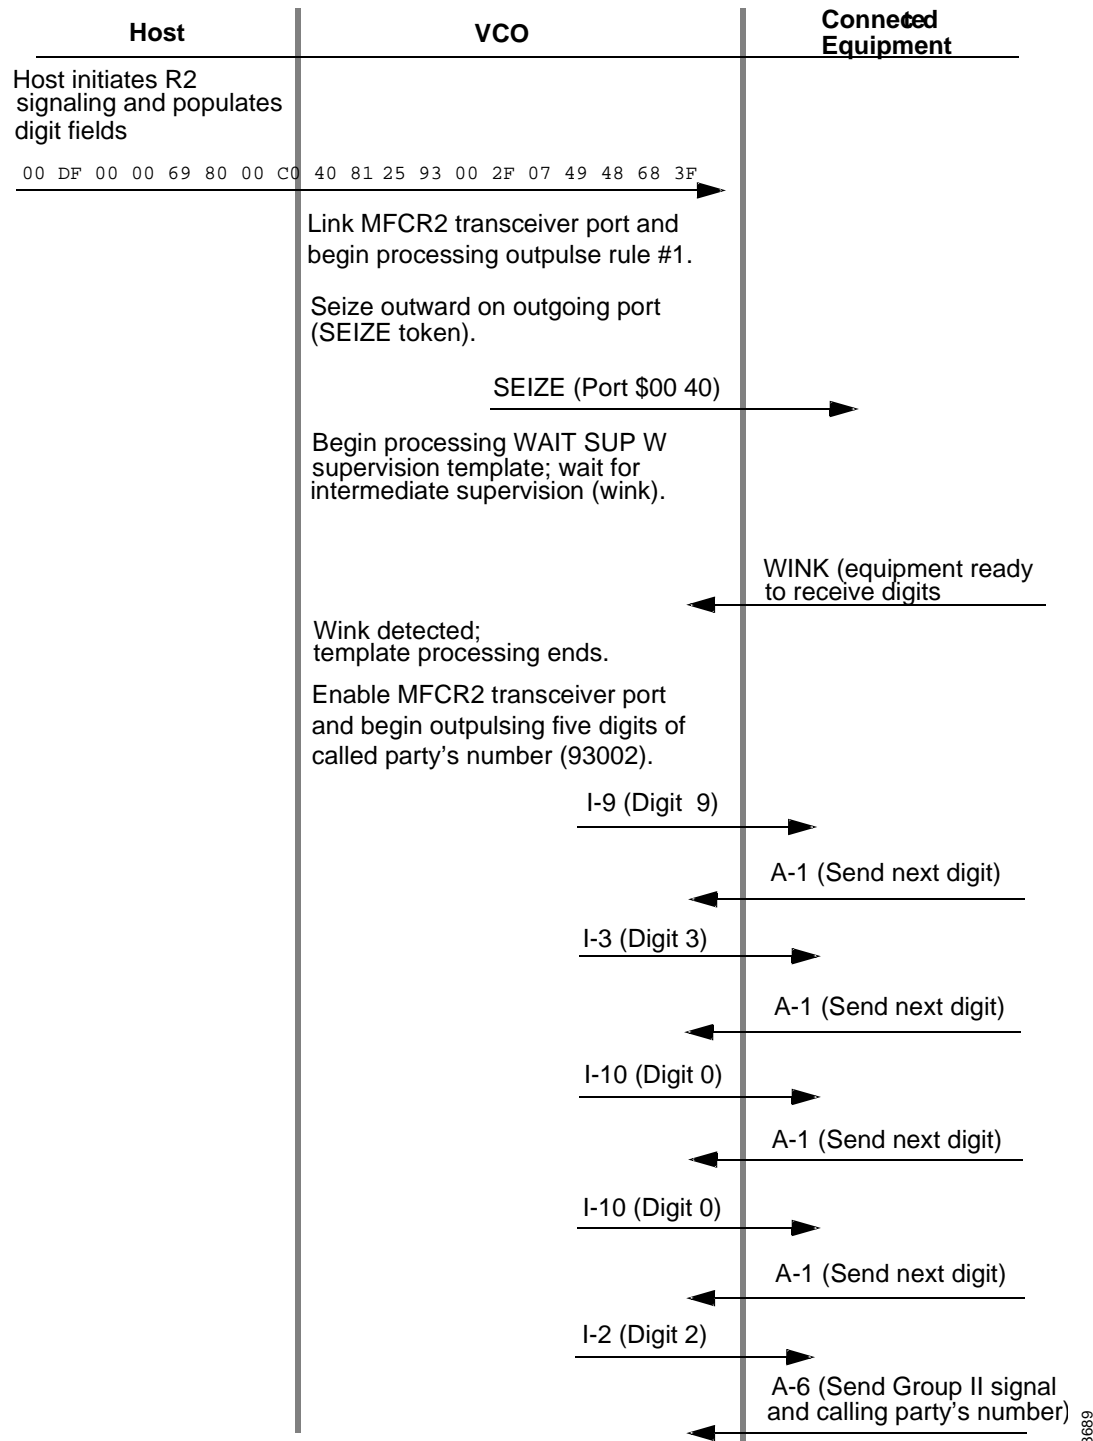 Host
VCO
Connected
Equipment
Host initiates R2
signaling and populates
digit fields
00 DF 00 00 69 80 00 C0 40 81 25 93 00 2F 07 49 48 68 3F
Link MFCR2 transceiver port and
begin processing outpulse rule #1.
Seize outward on outgoing port
(SEIZE token).
SEIZE (Port $00 40)
Begin processing WAIT SUP W
supervision template; wait for
intermediate supervision (wink).
WINK (equipment ready
to receive digits
Wink detected;
template processing ends.
Enable MFCR2 transceiver port
and begin outpulsing five digits of
called party’s number (93002).
I-9 (Digit 9)
A-1 (Send next digit)
I-3 (Digit 3)
A-1 (Send next digit)
I-10 (Digit 0)
A-1 (Send next digit)
I-10 (Digit 0)
A-1 (Send next digit)
I-2 (Digit 2)
A-6 (Send Group II signal
and calling party’s number)